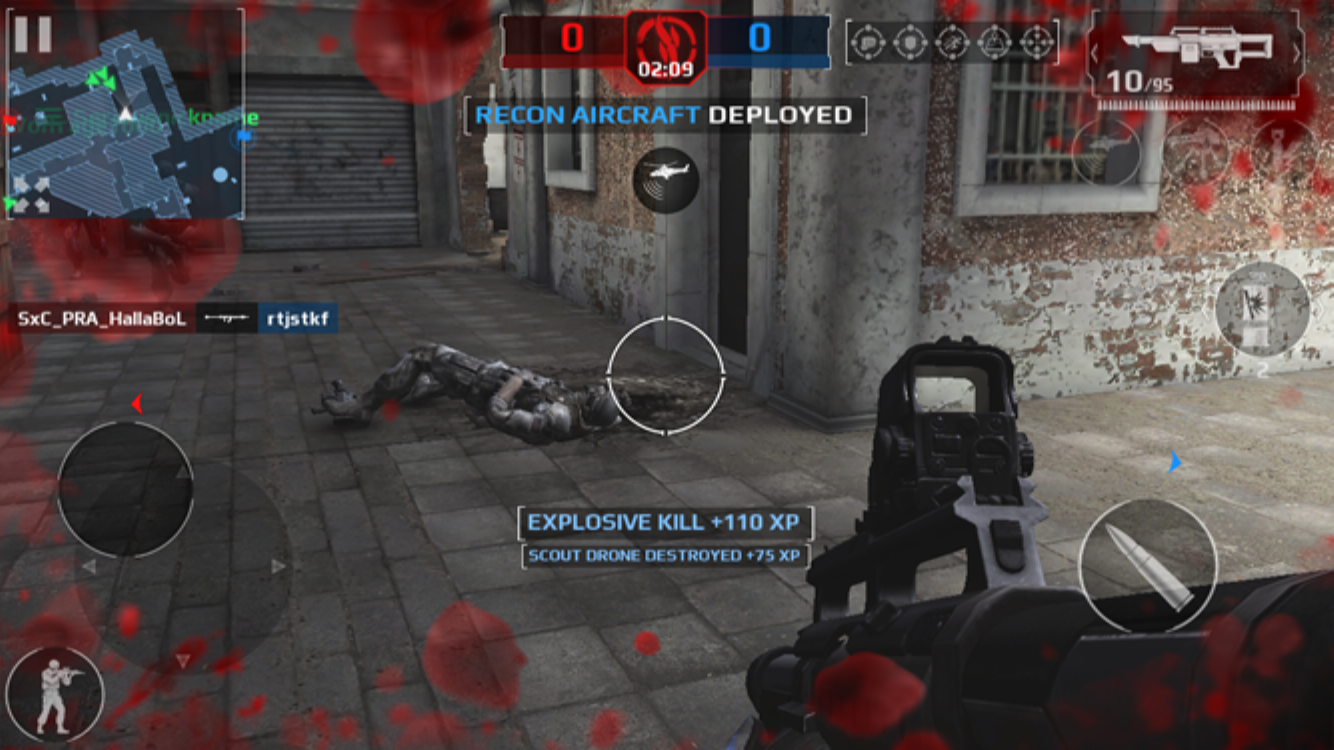 0
0
02:09
10/95
RECON AIRCRAFT DEPLOYED
SxC_PRA_HallaBoL rtjstkf
2
EXPLOSIVE KILL +110 XP
SCOUT DRONE DESTROYED +75 XP